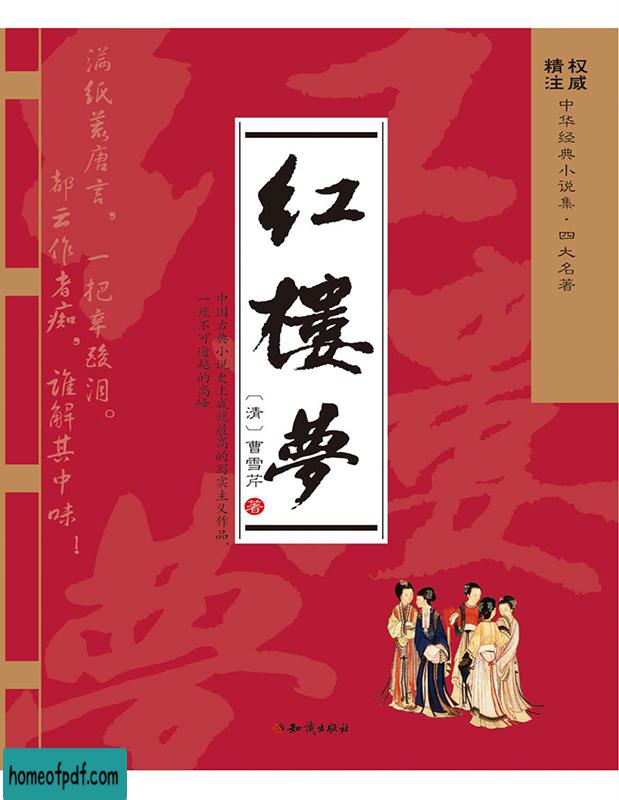 权威
精注
中华经典小说集·四大名著
红樓夢
〔清〕曹雪芹 著
中国古典小说史上成就最高的写实主义作品，
一座不可逾越的高峰
满纸荒唐言，一把辛酸泪。
都云作者痴，谁解其中味！
知識出版社
homeofpdf.com